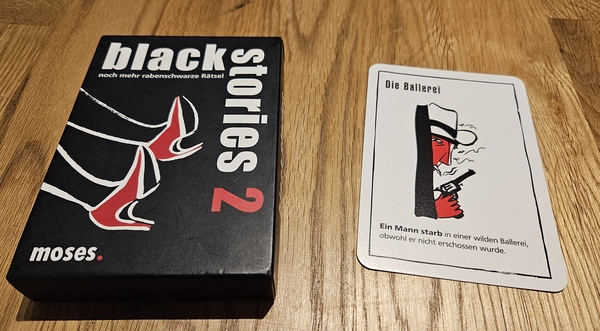 black
stories 2
noch mehr rabenschwarze Rätsel
moses.
Die Ballerei
Ein Mann starb in einer wilden Ballerei,
obwohl er nicht erschossen wurde.